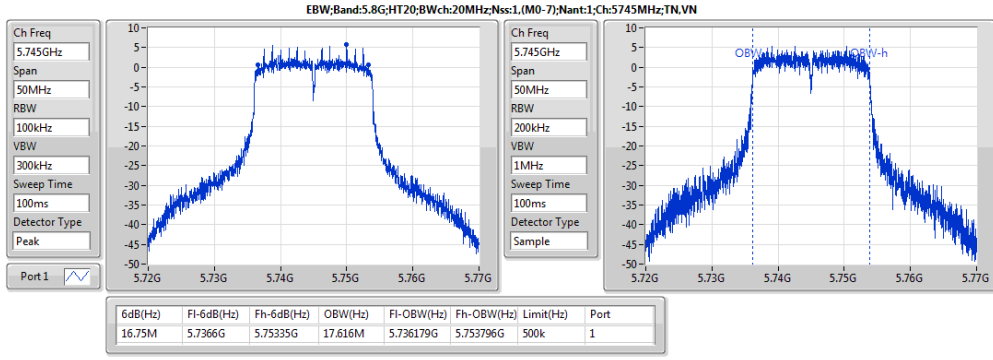 EBW;Band:5.8G;HT20;BWch:20MHz;Nss:1,(M0-7);Nant:1;Ch:5745MHz;TN,VN
Ch Freq
5.745GHz
Span
50MHz
RBW
100kHz
VBW
300kHz
Sweep Time
100ms
Detector Type
Peak
Port 1
10
5
0
-5
-10
-15
-20
-25
-30
-35
-40
-45
-50
5.72G 5.73G 5.74G 5.75G 5.76G 5.77G
Ch Freq
5.745GHz
Span
50MHz
RBW
200kHz
VBW
1MHz
Sweep Time
100ms
Detector Type
Sample
10
5
0
-5
-10
-15
-20
-25
-30
-35
-40
-45
-50
OBW OBW-h
5.72G 5.73G 5.74G 5.75G 5.76G 5.77G
6dB(Hz) Fl-6dB(Hz) Fh-6dB(Hz) OBW(Hz) Fl-OBW(Hz) Fh-OBW(Hz) Limit(Hz) Port
16.75M 5.7366G 5.75335G 17.616M 5.736179G 5.753796G 500k 1